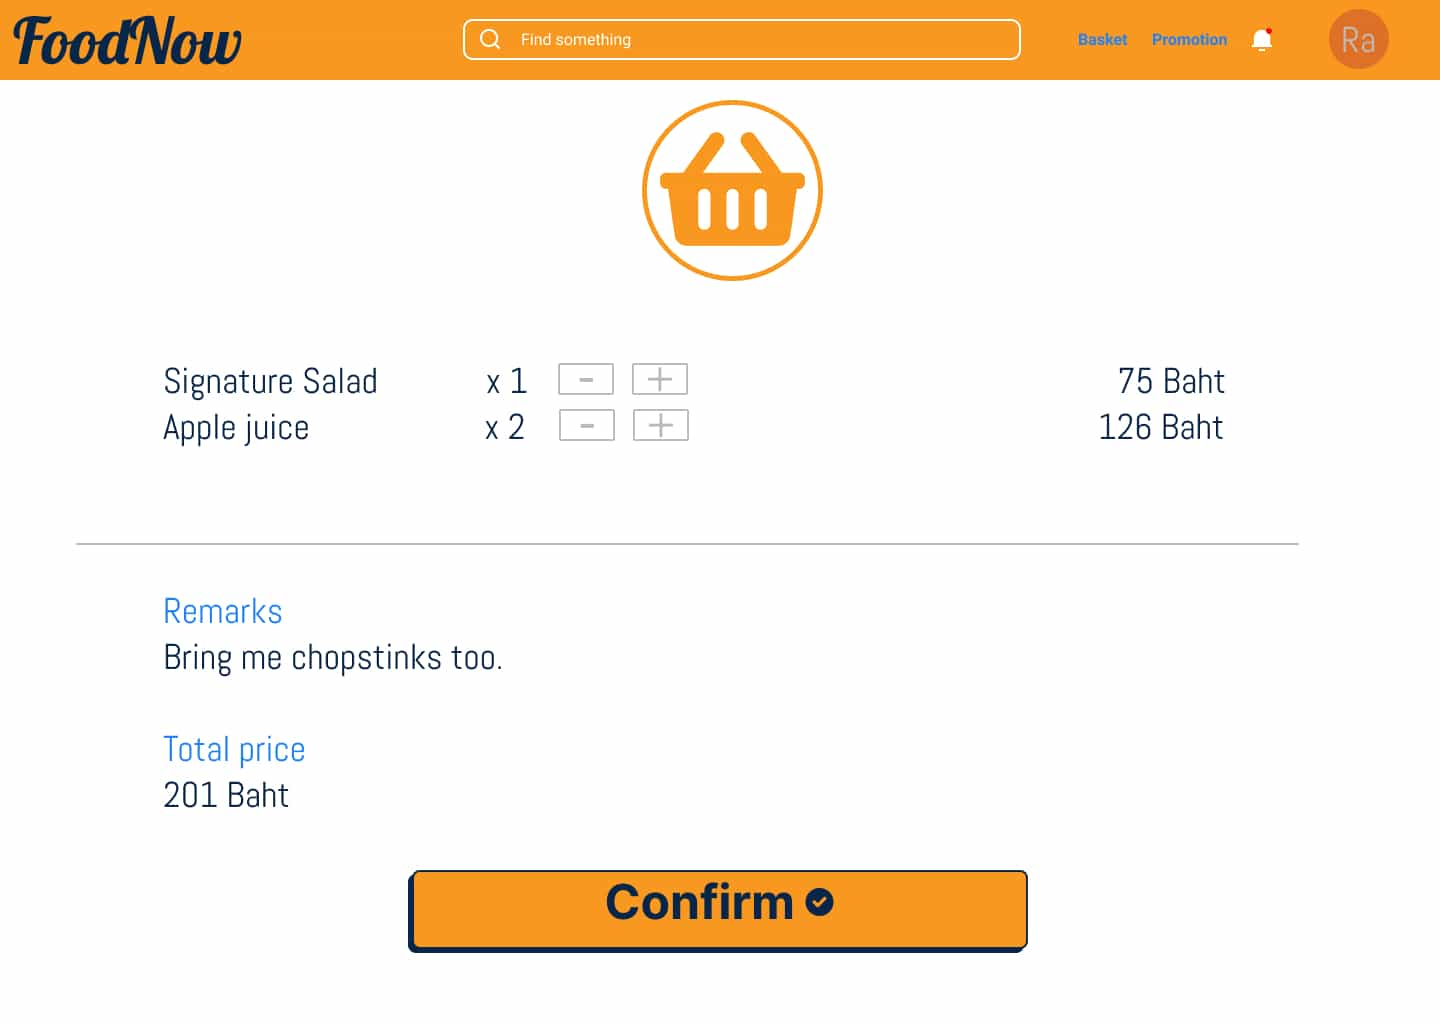 FoodNow
Find something
Basket Promotion
Ra
Signature Salad x 1 - + 75 Baht
Apple juice x 2 - + 126 Baht
Remarks
Bring me chopstinks too.
Total price
201 Baht
Confirm